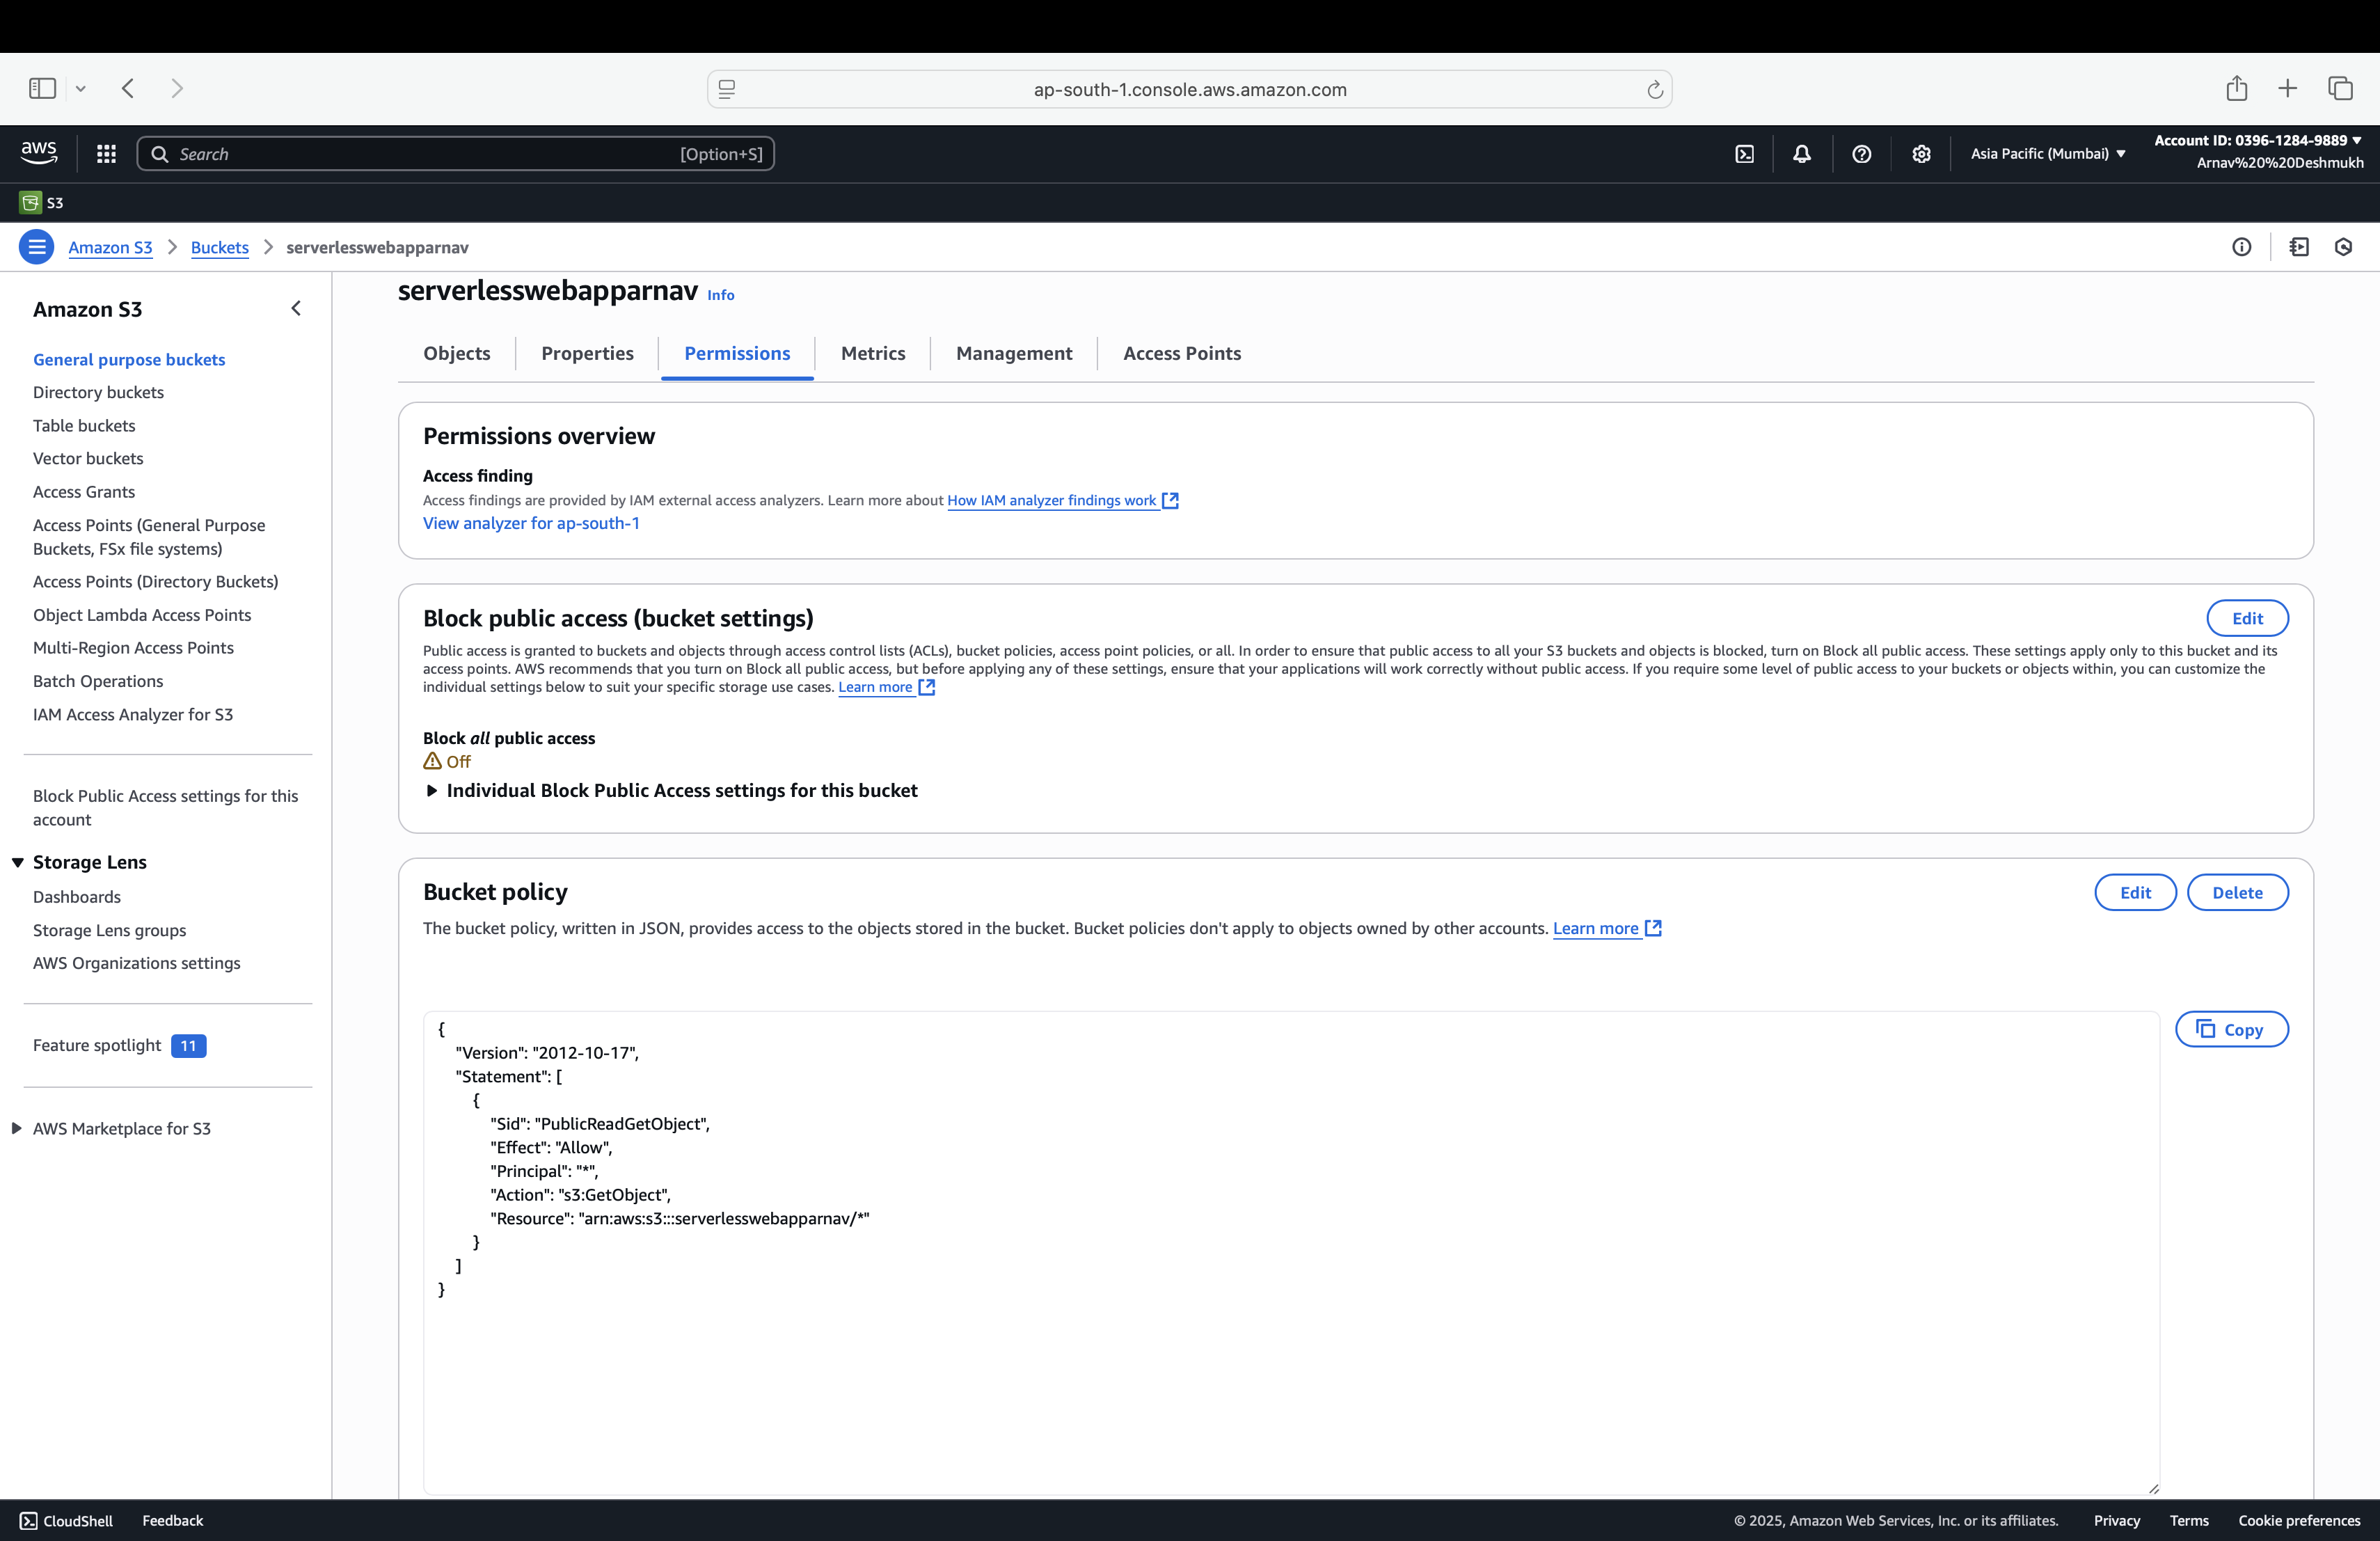 ap-south-1.console.aws.amazon.com
aws
Search [Option+S]
Asia Pacific (Mumbai) ▼
Account ID: 0396-1284-9889 ▼
Arnav%20%20Deshmukh
S3
Amazon S3 > Buckets > serverlesswebapparnav
Amazon S3
General purpose buckets
Directory buckets
Table buckets
Vector buckets
Access Grants
Access Points (General Purpose
Buckets, FSx file systems)
Access Points (Directory Buckets)
Object Lambda Access Points
Multi-Region Access Points
Batch Operations
IAM Access Analyzer for S3
Block Public Access settings for this
account
Storage Lens
Dashboards
Storage Lens groups
AWS Organizations settings
Feature spotlight 11
AWS Marketplace for S3
serverlesswebapparnav Info
Objects Properties Permissions Metrics Management Access Points
Permissions overview
Access finding
Access findings are provided by IAM external access analyzers. Learn more about How IAM analyzer findings work
View analyzer for ap-south-1
Block public access (bucket settings)
Edit
Public access is granted to buckets and objects through access control lists (ACLs), bucket policies, access point policies, or all. In order to ensure that public access to all your S3 buckets and objects is blocked, turn on Block all public access. These settings apply only to this bucket and its
access points. AWS recommends that you turn on Block all public access, but before applying any of these settings, ensure that your applications will work correctly without public access. If you require some level of public access to your buckets or objects within, you can customize the
individual settings below to suit your specific storage use cases. Learn more
Block all public access
Off
Individual Block Public Access settings for this bucket
Bucket policy
Edit Delete
The bucket policy, written in JSON, provides access to the objects stored in the bucket. Bucket policies don't apply to objects owned by other accounts. Learn more
Copy
{
"Version": "2012-10-17",
"Statement": [
{
"Sid": "PublicReadGetObject",
"Effect": "Allow",
"Principal": "*",
"Action": "s3:GetObject",
"Resource": "arn:aws:s3:::serverlesswebapparnav/*"
}
]
}
CloudShell Feedback
© 2025, Amazon Web Services, Inc. or its affiliates. Privacy Terms Cookie preferences